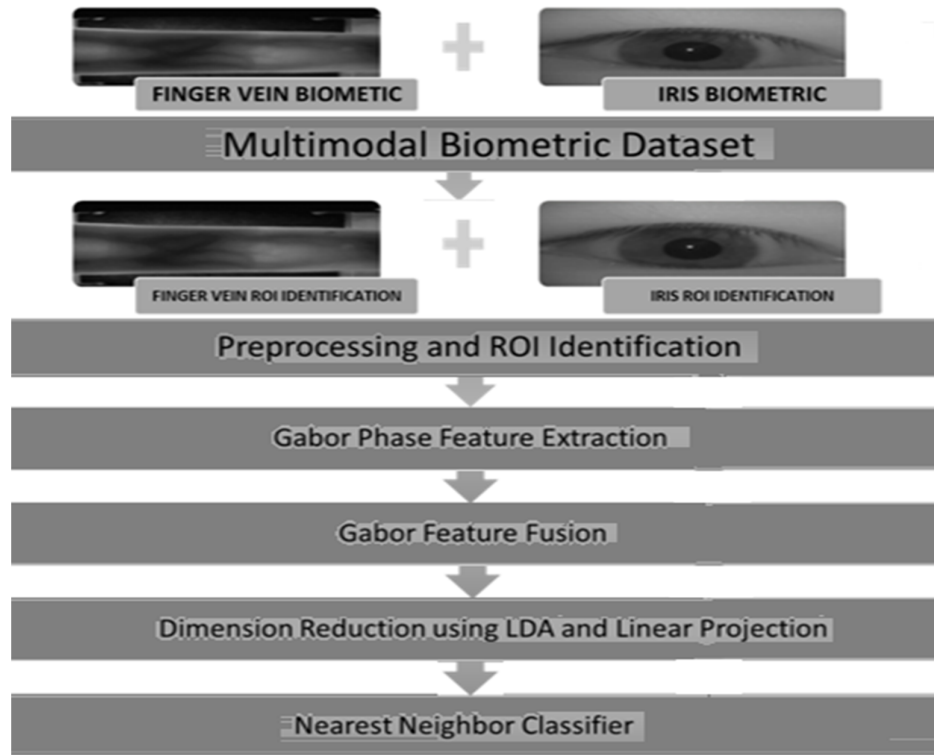 FINGER VEIN BIOMETIC
IRIS BIOMETRIC
Multimodal Biometric Dataset
FINGER VEIN ROI IDENTIFICATION
IRIS ROI IDENTIFICATION
Preprocessing and ROI Identification
Gabor Phase Feature Extraction
Gabor Feature Fusion
Dimension Reduction using LDA and Linear Projection
Nearest Neighbor Classifier